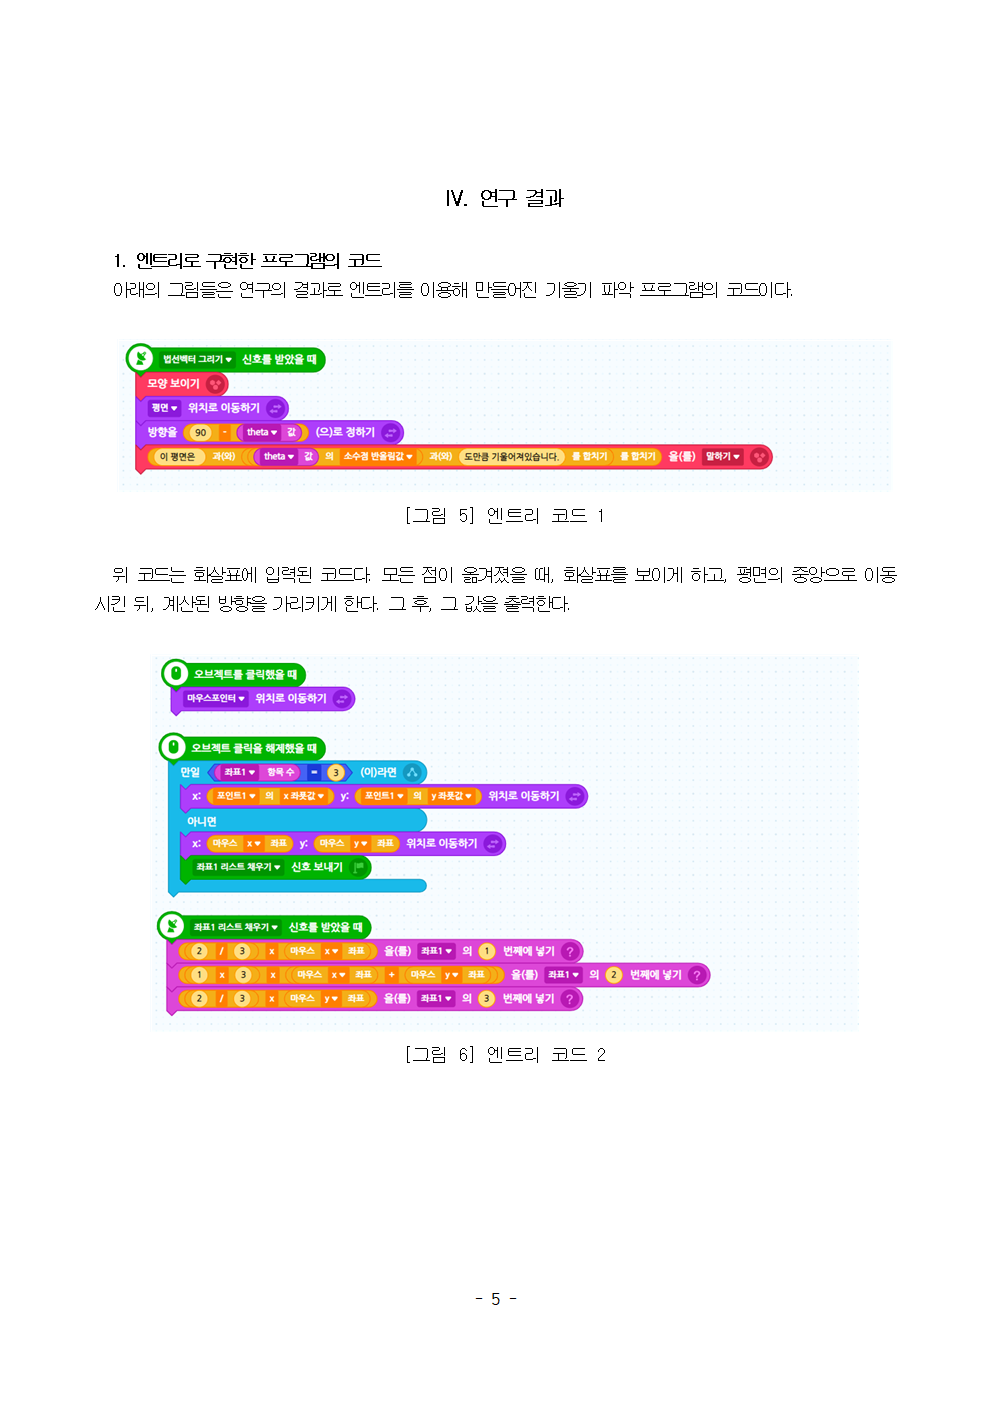 Ⅳ. 연구 결과
1. 엔트리로 구현한 프로그램의 코드
아래의 그림들은 연구의 결과로 엔트리를 이용해 만들어진 기울기 파악 프로그램의 코드이다.
법선벡터 그리기 ▼ 신호를 받았을 때
모양 보이기
평면 ▼ 위치로 이동하기
방향을 90 - theta ▼ 값 (으)로 정하기
이 평면은 과(와) theta ▼ 값 의 소수점 반올림값 ▼ 과(와) 도만큼 기울어져있습니다. 를 합치기 를 합치기 을(를) 말하기 ▼
[그림 5] 엔트리 코드 1
위 코드는 화살표에 입력된 코드다. 모든 점이 옮겨졌을 때, 화살표를 보이게 하고, 평면의 중앙으로 이동
시킨 뒤, 계산된 방향을 가리키게 한다. 그 후, 그 값을 출력한다.
오브젝트를 클릭했을 때
마우스포인터 ▼ 위치로 이동하기
오브젝트 클릭을 해제했을 때
만일 좌표1 ▼ 항목 수 = 3 (이)라면
x: 포인트1 ▼ 의 x 좌푯값 ▼ y: 포인트1 ▼ 의 y 좌푯값 ▼ 위치로 이동하기
아니면
x: 마우스 x ▼ 좌표 y: 마우스 y ▼ 좌표 위치로 이동하기
좌표1 리스트 채우기 ▼ 신호 보내기
좌표1 리스트 채우기 ▼ 신호를 받았을 때
2 / 3 x 마우스 x ▼ 좌표 을(를) 좌표1 ▼ 의 1 번째에 넣기 ?
1 x 3 x 마우스 x ▼ 좌표 + 마우스 y ▼ 좌표 을(를) 좌표1 ▼ 의 2 번째에 넣기 ?
2 / 3 x 마우스 y ▼ 좌표 을(를) 좌표1 ▼ 의 3 번째에 넣기 ?
[그림 6] 엔트리 코드 2
- 5 -